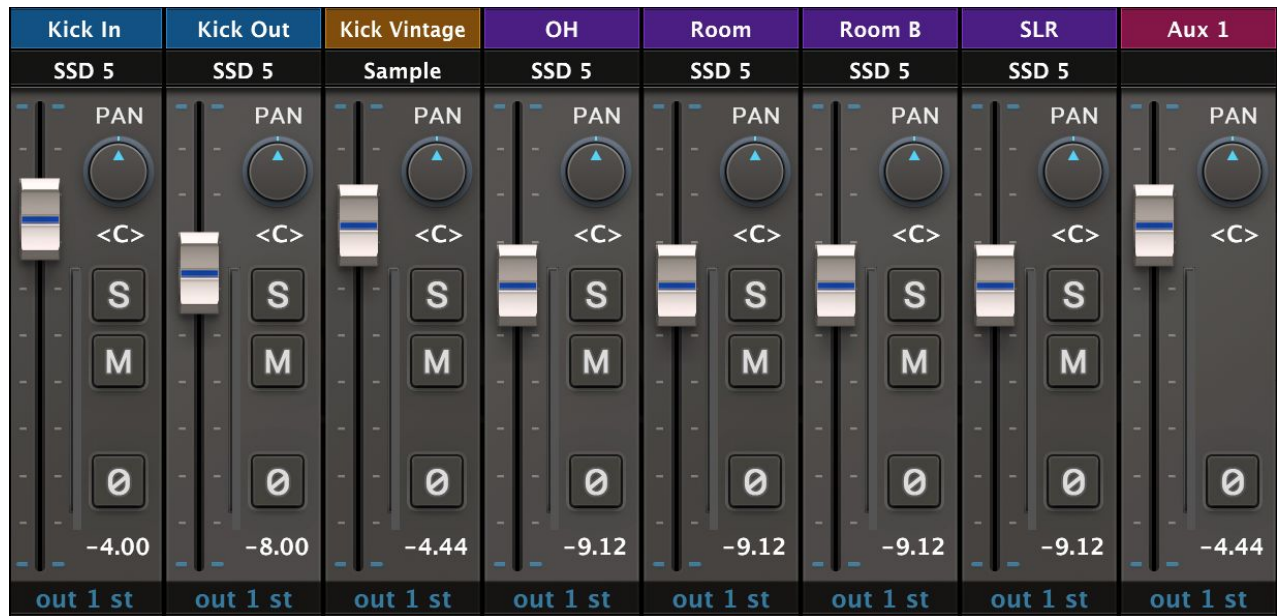 Kick In Kick Out Kick Vintage OH Room Room B SLR Aux 1
SSD 5 SSD 5 Sample SSD 5 SSD 5 SSD 5 SSD 5
PAN PAN PAN PAN PAN PAN PAN PAN
<C> <C> <C> <C> <C> <C> <C> <C>
S S S S S S S
M M M M M M M
Ø Ø Ø Ø Ø Ø Ø Ø
-4.00 -8.00 -4.44 -9.12 -9.12 -9.12 -9.12 -4.44
out 1 st out 1 st out 1 st out 1 st out 1 st out 1 st out 1 st out 1 st